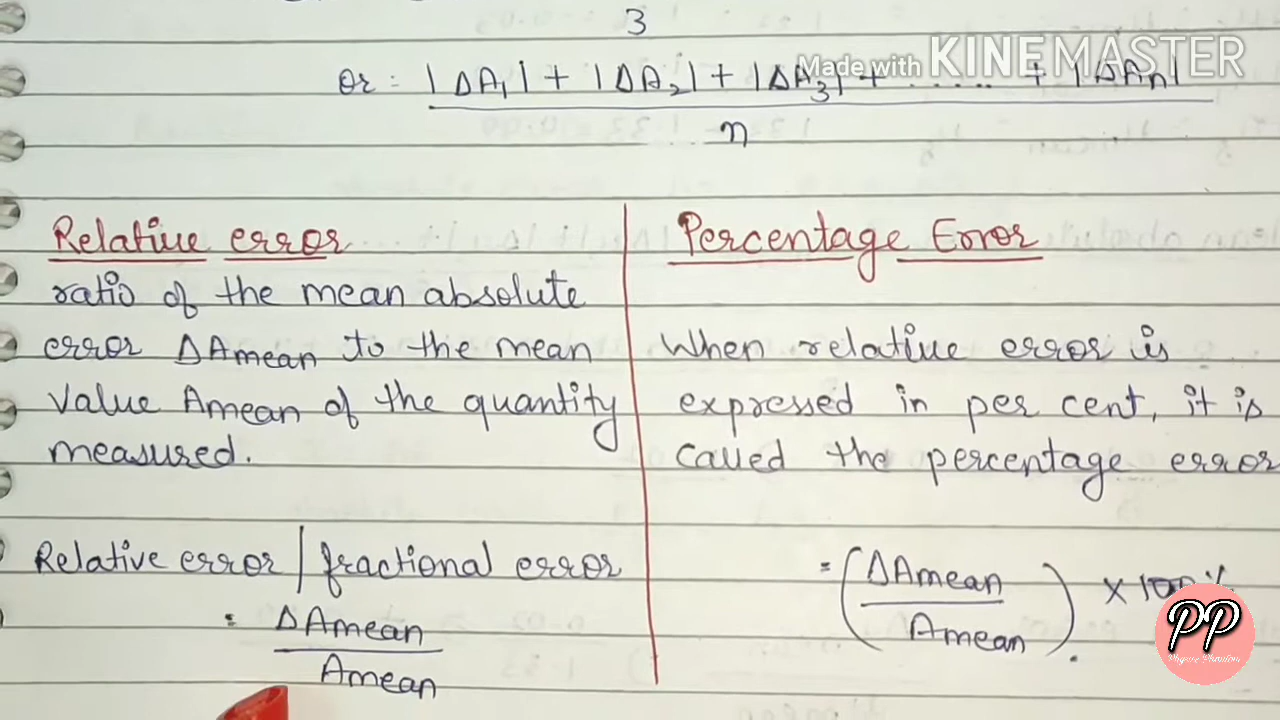 3
Made with KINEMASTER
or = |ΔA₁| + |ΔA₂| + |ΔA₃| + ..... + |ΔAn|
n
Relative error
ratio of the mean absolute
error ΔAmean to the mean
Value Amean of the quantity
measured.
Relative error / fractional error
= ΔAmean
Amean
Percentage Error
When relative error is
expressed in per cent, it is
called the percentage error
= (ΔAmean / Amean) × 100%
PP